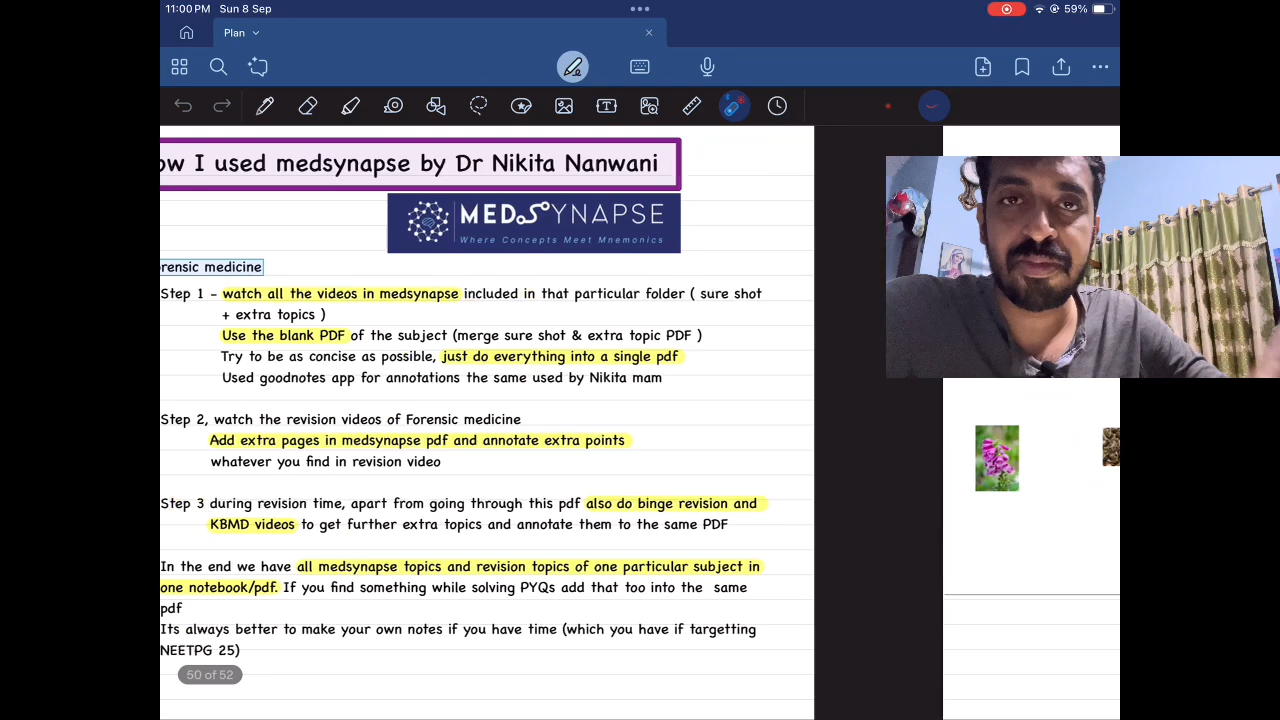 11:00PM Sun 8 Sep
59%
Plan
ow I used medsynapse by Dr Nikita Nanwani
MEDSYNAPSE
Where Concepts Meet Mnemonics
rensic medicine
Step 1 - watch all the videos in medsynapse included in that particular folder ( sure shot
+ extra topics )
Use the blank PDF of the subject (merge sure shot & extra topic PDF )
Try to be as concise as possible, just do everything into a single pdf
Used goodnotes app for annotations the same used by Nikita mam
Step 2, watch the revision videos of Forensic medicine
Add extra pages in medsynapse pdf and annotate extra points
whatever you find in revision video
Step 3 during revision time, apart from going through this pdf also do binge revision and
KBMD videos to get further extra topics and annotate them to the same PDF
In the end we have all medsynapse topics and revision topics of one particular subject in
one notebook/pdf. If you find something while solving PYQs add that too into the same
pdf
Its always better to make your own notes if you have time (which you have if targetting
NEETPG 25)
50 of 52